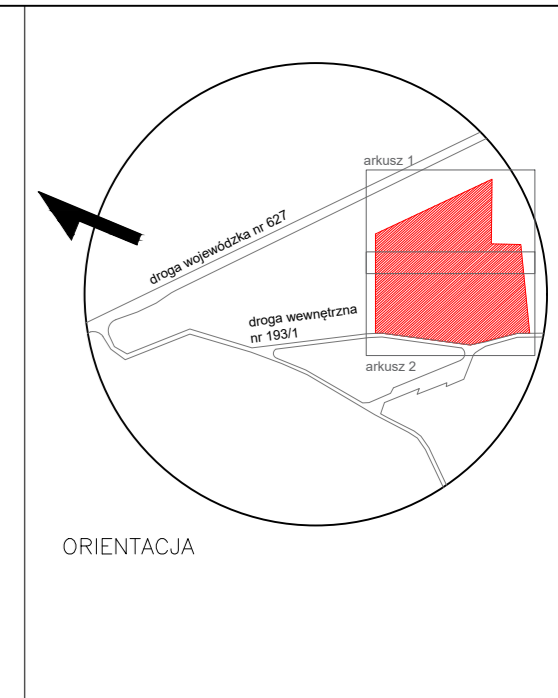 arkusz 1
droga wojewódzka nr 627
droga wewnętrzna
nr 193/1
arkusz 2
ORIENTACJA